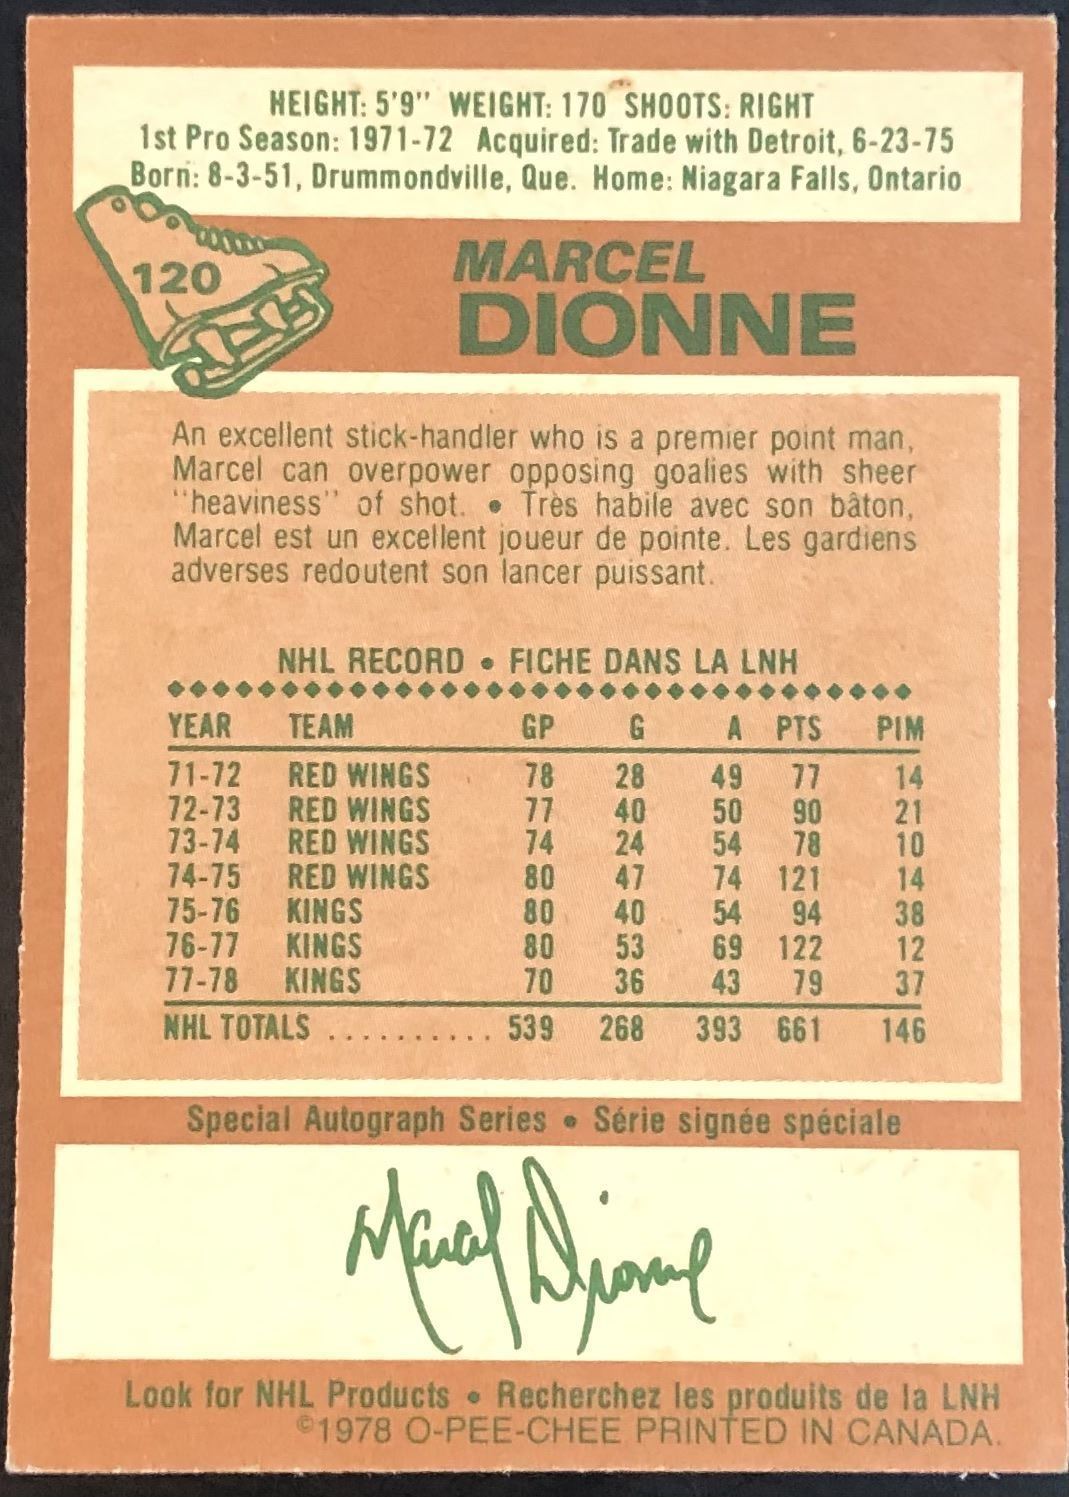 HEIGHT: 5'9" WEIGHT: 170 SHOOTS: RIGHT
1st Pro Season: 1971-72 Acquired: Trade with Detroit, 6-23-75
Born: 8-3-51, Drummondville, Que. Home: Niagara Falls, Ontario
120
MARCEL
DIONNE
An excellent stick-handler who is a premier point man,
Marcel can overpower opposing goalies with sheer
"heaviness" of shot. • Très habile avec son bâton,
Marcel est un excellent joueur de pointe. Les gardiens
adverses redoutent son lancer puissant.
NHL RECORD • FICHE DANS LA LNH
YEAR TEAM GP G A PTS PIM
71-72 RED WINGS 78 28 49 77 14
72-73 RED WINGS 77 40 50 90 21
73-74 RED WINGS 74 24 54 78 10
74-75 RED WINGS 80 47 74 121 14
75-76 KINGS 80 40 54 94 38
76-77 KINGS 80 53 69 122 12
77-78 KINGS 70 36 43 79 37
NHL TOTALS .......... 539 268 393 661 146
Special Autograph Series • Série signée spéciale
Marcel Dionne
Look for NHL Products • Recherchez les produits de la LNH
©1978 O-PEE-CHEE PRINTED IN CANADA.